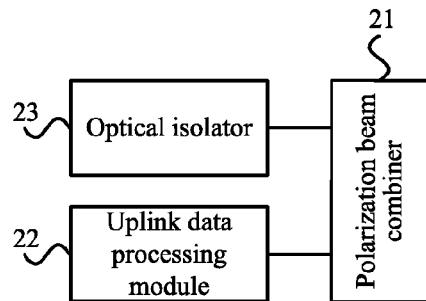 21
23
Optical isolator
Polarization beam
combiner
22
Uplink data
processing
module